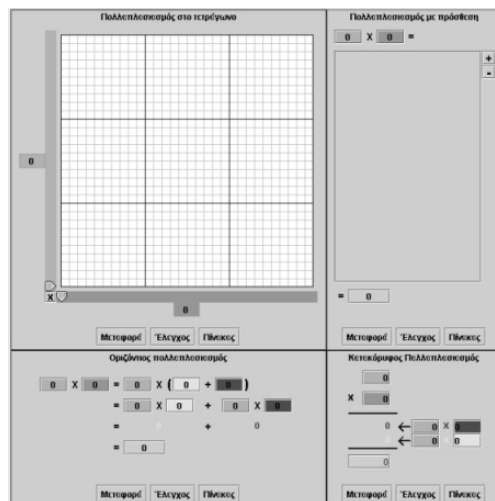 Πολλαπλασιασμός στο τετράγωνο
0
X
0
Μεταφορά Έλεγχος Πίνακας
Πολλαπλασιασμός με πρόσθεση
0 X 0 =
+
-
= 0
Μεταφορά Έλεγχος Πίνακας
Οριζόντιος πολλαπλασιασμός
0 X 0 = 0 X ( 0 + 0 )
= 0 X 0 + 0 X 0
= 0 + 0
= 0
Μεταφορά Έλεγχος Πίνακας
Κατακόρυφος Πολλαπλασιασμός
0
X 0
0 ← 0 X 0
0 ← 0 X 0
0
Μεταφορά Έλεγχος Πίνακας